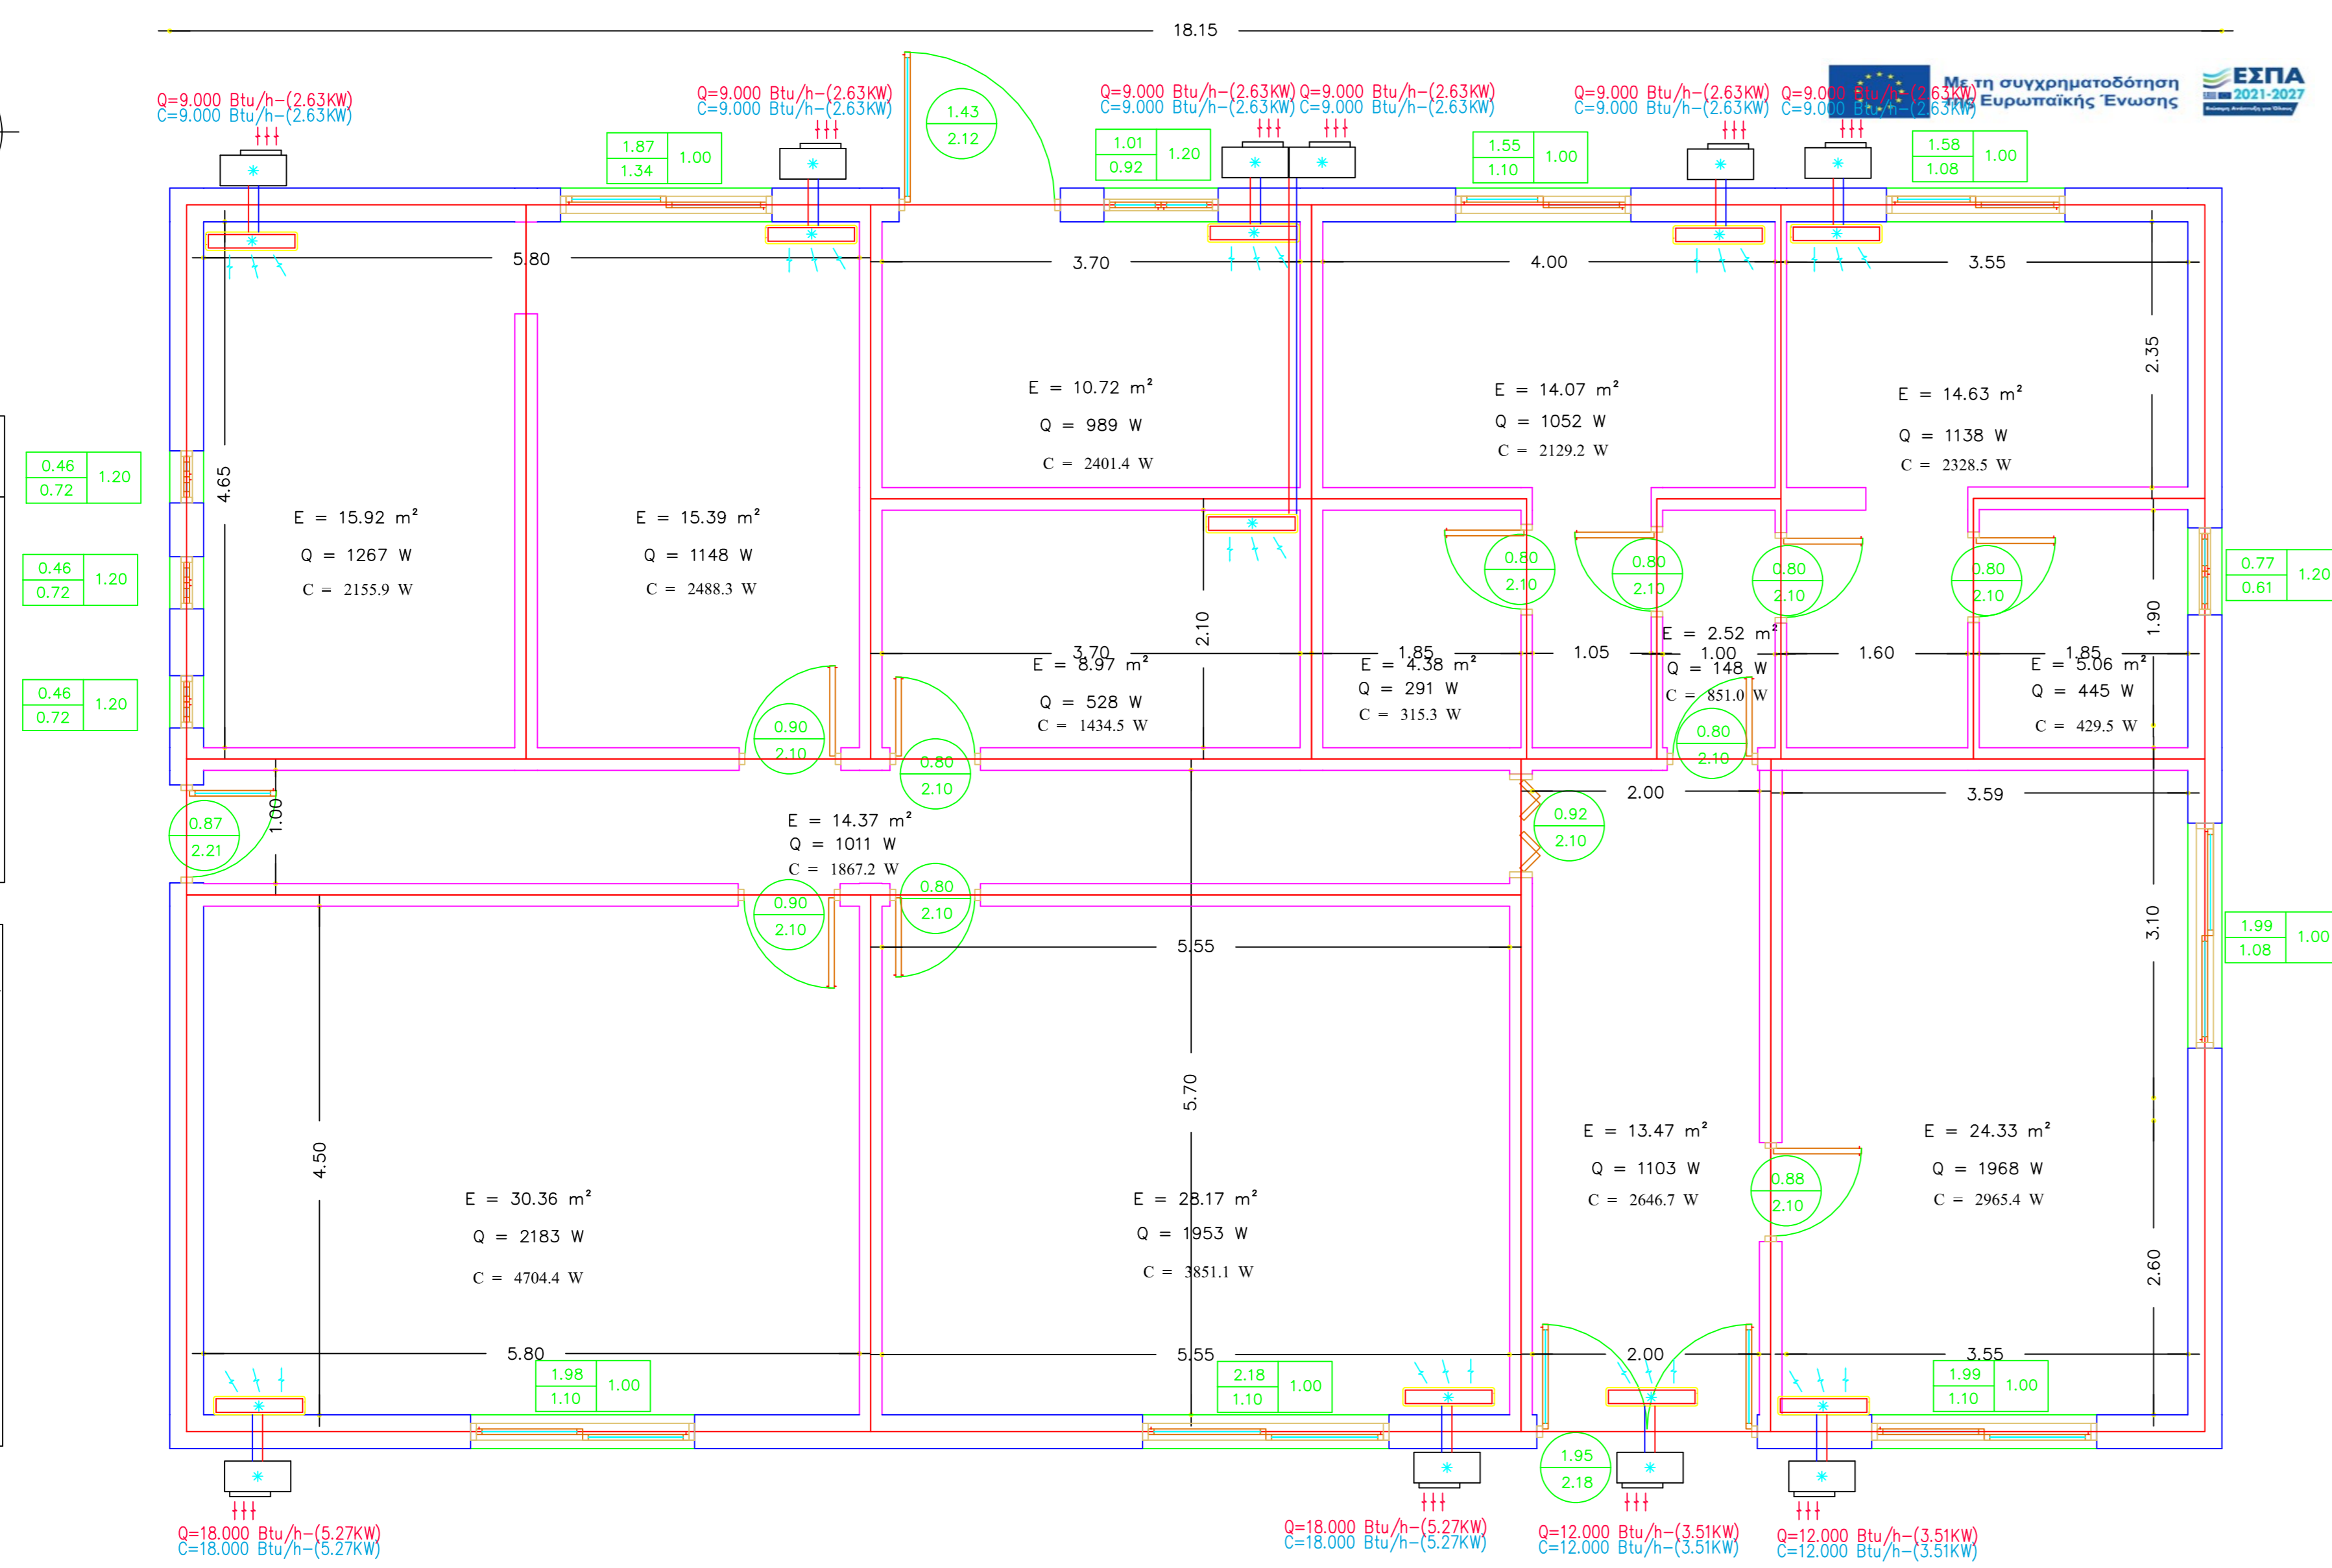 18.15
Q=9.000 Btu/h-(2.63KW)
C=9.000 Btu/h-(2.63KW)
Q=9.000 Btu/h-(2.63KW)
C=9.000 Btu/h-(2.63KW)
1.43
2.12
Q=9.000 Btu/h-(2.63KW)
C=9.000 Btu/h-(2.63KW)
Q=9.000 Btu/h-(2.63KW)
C=9.000 Btu/h-(2.63KW)
Q=9.000 Btu/h-(2.63KW)
C=9.000 Btu/h-(2.63KW)
Q=9.000 Btu/h-(2.63KW)
C=9.000 Btu/h-(2.63KW)
Με τη συγχρηματοδότηση
της Ευρωπαϊκής Ένωσης
ΕΣΠΑ
2021-2027
1.87
1.34
1.00
1.01
0.92
1.20
1.55
1.10
1.00
1.58
1.08
1.00
5.80
3.70
4.00
3.55
2.35
4.65
E = 10.72 m²
Q = 989 W
C = 2401.4 W
E = 14.07 m²
Q = 1052 W
C = 2129.2 W
E = 14.63 m²
Q = 1138 W
C = 2328.5 W
0.46
0.72
1.20
0.46
0.72
1.20
0.46
0.72
1.20
E = 15.92 m²
Q = 1267 W
C = 2155.9 W
E = 15.39 m²
Q = 1148 W
C = 2488.3 W
0.80
2.10
0.80
2.10
0.80
2.10
0.80
2.10
0.77
0.61
1.20
2.10
1.90
3.70
1.85
1.05
1.00
1.60
1.85
E = 8.97 m²
Q = 528 W
C = 1434.5 W
E = 4.38 m²
Q = 291 W
C = 315.3 W
E = 2.52 m²
Q = 148 W
C = 851.0 W
E = 5.06 m²
Q = 445 W
C = 429.5 W
0.90
2.10
0.80
2.10
0.80
2.10
0.87
2.21
1.00
E = 14.37 m²
Q = 1011 W
C = 1867.2 W
0.92
2.10
2.00
3.59
0.90
2.10
0.80
2.10
5.55
3.10
1.99
1.08
1.00
4.50
5.70
E = 30.36 m²
Q = 2183 W
C = 4704.4 W
E = 28.17 m²
Q = 1953 W
C = 3851.1 W
E = 13.47 m²
Q = 1103 W
C = 2646.7 W
0.88
2.10
E = 24.33 m²
Q = 1968 W
C = 2965.4 W
2.60
5.80
5.55
2.00
3.55
1.98
1.10
1.00
2.18
1.10
1.00
1.99
1.10
1.00
1.95
2.18
Q=18.000 Btu/h-(5.27KW)
C=18.000 Btu/h-(5.27KW)
Q=18.000 Btu/h-(5.27KW)
C=18.000 Btu/h-(5.27KW)
Q=12.000 Btu/h-(3.51KW)
C=12.000 Btu/h-(3.51KW)
Q=12.000 Btu/h-(3.51KW)
C=12.000 Btu/h-(3.51KW)